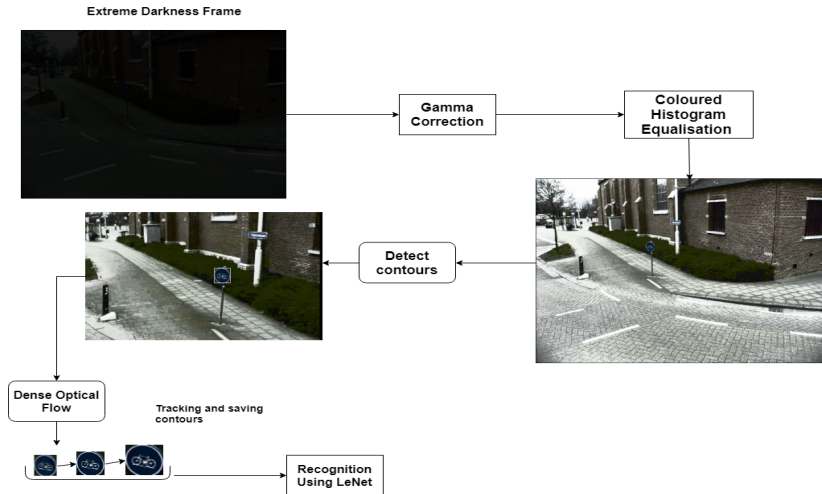 Extreme Darkness Frame
Gamma
Correction
Coloured
Histogram
Equalisation
Detect
contours
Dense Optical
Flow
Tracking and saving
contours
Recognition
Using LeNet